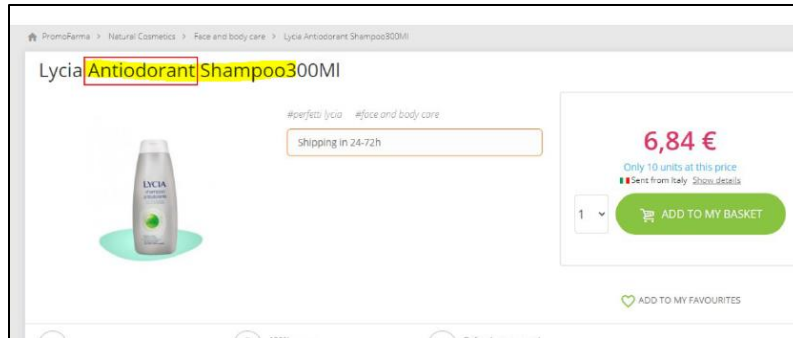 PromoFarma > Natural Cosmetics > Face and body care > Lycia Antiodorant Shampoo300Ml
Lycia Antiodorant Shampoo300Ml
#perfetti lycia #face and body care
Shipping in 24-72h
LYCIA
6,84 €
Only 10 units at this price
Sent from Italy Show details
1
ADD TO MY BASKET
ADD TO MY FAVOURITES